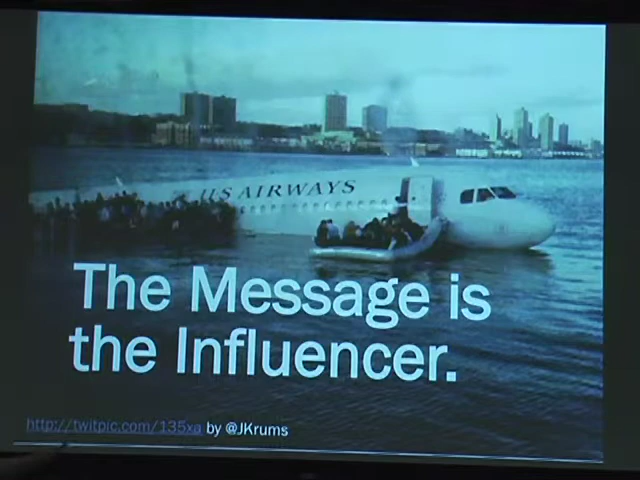 US AIRWAYS
The Message is
the Influencer.
http://twitpic.com/135xa by @JKrums